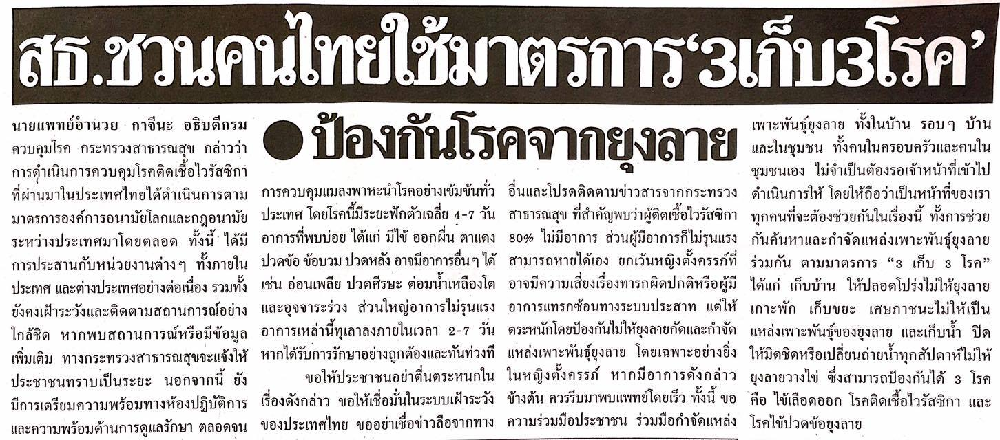 สธ.ชวนคนไทยใช้มาตรการ‘3เก็บ3โรค’
● ป้องกันโรคจากยุงลาย
นายแพทย์อำนวย กาจีนะ อธิบดีกรม
ควบคุมโรค กระทรวงสาธารณสุข กล่าวว่า
การดำเนินการควบคุมโรคติดเชื้อไวรัสซิกา
ที่ผ่านมาในประเทศไทยได้ดำเนินการตาม
มาตรการองค์การอนามัยโลกและกฎอนามัย
ระหว่างประเทศมาโดยตลอด ทั้งนี้ ได้มี
การประสานกับหน่วยงานต่างๆ ทั้งภายใน
ประเทศ และต่างประเทศอย่างต่อเนื่อง รวมทั้ง
ยังคงเฝ้าระวังและติดตามสถานการณ์อย่าง
ใกล้ชิด หากพบสถานการณ์หรือมีข้อมูล
เพิ่มเติม ทางกระทรวงสาธารณสุขจะแจ้งให้
ประชาชนทราบเป็นระยะ นอกจากนี้ ยัง
มีการเตรียมความพร้อมทางห้องปฏิบัติการ
และความพร้อมด้านการดูแลรักษา ตลอดจน
การควบคุมแมลงพาหะนำโรคอย่างเข้มข้นทั่ว
ประเทศ โดยโรคนี้มีระยะฟักตัวเฉลี่ย 4-7 วัน
อาการที่พบบ่อย ได้แก่ มีไข้ ออกผื่น ตาแดง
ปวดข้อ ข้อบวม ปวดหลัง อาจมีอาการอื่นๆ ได้
เช่น อ่อนเพลีย ปวดศีรษะ ต่อมน้ำเหลืองโต
และอุจจาระร่วง ส่วนใหญ่อาการไม่รุนแรง
อาการเหล่านี้ทุเลาลงภายในเวลา 2-7 วัน
หากได้รับการรักษาอย่างถูกต้องและทันท่วงที
ขอให้ประชาชนอย่าตื่นตระหนกใน
เรื่องดังกล่าว ขอให้เชื่อมั่นในระบบเฝ้าระวัง
ของประเทศไทย ขออย่าเชื่อข่าวลือจากทาง
อื่นและโปรดติดตามข่าวสารจากกระทรวง
สาธารณสุข ที่สำคัญพบว่าผู้ติดเชื้อไวรัสซิกา
80% ไม่มีอาการ ส่วนผู้มีอาการก็ไม่รุนแรง
สามารถหายได้เอง ยกเว้นหญิงตั้งครรภ์ที่
อาจมีความเสี่ยงเรื่องทารกผิดปกติหรือผู้มี
อาการแทรกซ้อนทางระบบประสาท แต่ให้
ตระหนักโดยป้องกันไม่ให้ยุงลายกัดและกำจัด
แหล่งเพาะพันธุ์ยุงลาย โดยเฉพาะอย่างยิ่ง
ในหญิงตั้งครรภ์ หากมีอาการดังกล่าว
ข้างต้น ควรรีบมาพบแพทย์โดยเร็ว ทั้งนี้ ขอ
ความร่วมมือประชาชน ร่วมมือกำจัดแหล่ง
เพาะพันธุ์ยุงลาย ทั้งในบ้าน รอบๆ บ้าน
และในชุมชน ทั้งคนในครอบครัวและคนใน
ชุมชนเอง ไม่จำเป็นต้องรอเจ้าหน้าที่เข้าไป
ดำเนินการให้ โดยให้ถือว่าเป็นหน้าที่ของเรา
ทุกคนที่จะต้องช่วยกันในเรื่องนี้ ทั้งการช่วย
กันค้นหาและกำจัดแหล่งเพาะพันธุ์ยุงลาย
ร่วมกัน ตามมาตรการ “3 เก็บ 3 โรค”
ได้แก่ เก็บบ้าน ให้ปลอดโปร่งไม่ให้ยุงลาย
เกาะพัก เก็บขยะ เศษภาชนะไม่ให้เป็น
แหล่งเพาะพันธุ์ของยุงลาย และเก็บน้ำ ปิด
ให้มิดชิดหรือเปลี่ยนถ่ายน้ำทุกสัปดาห์ไม่ให้
ยุงลายวางไข่ ซึ่งสามารถป้องกันได้ 3 โรค
คือ ไข้เลือดออก โรคติดเชื้อไวรัสซิกา และ
โรคไข้ปวดข้อยุงลาย